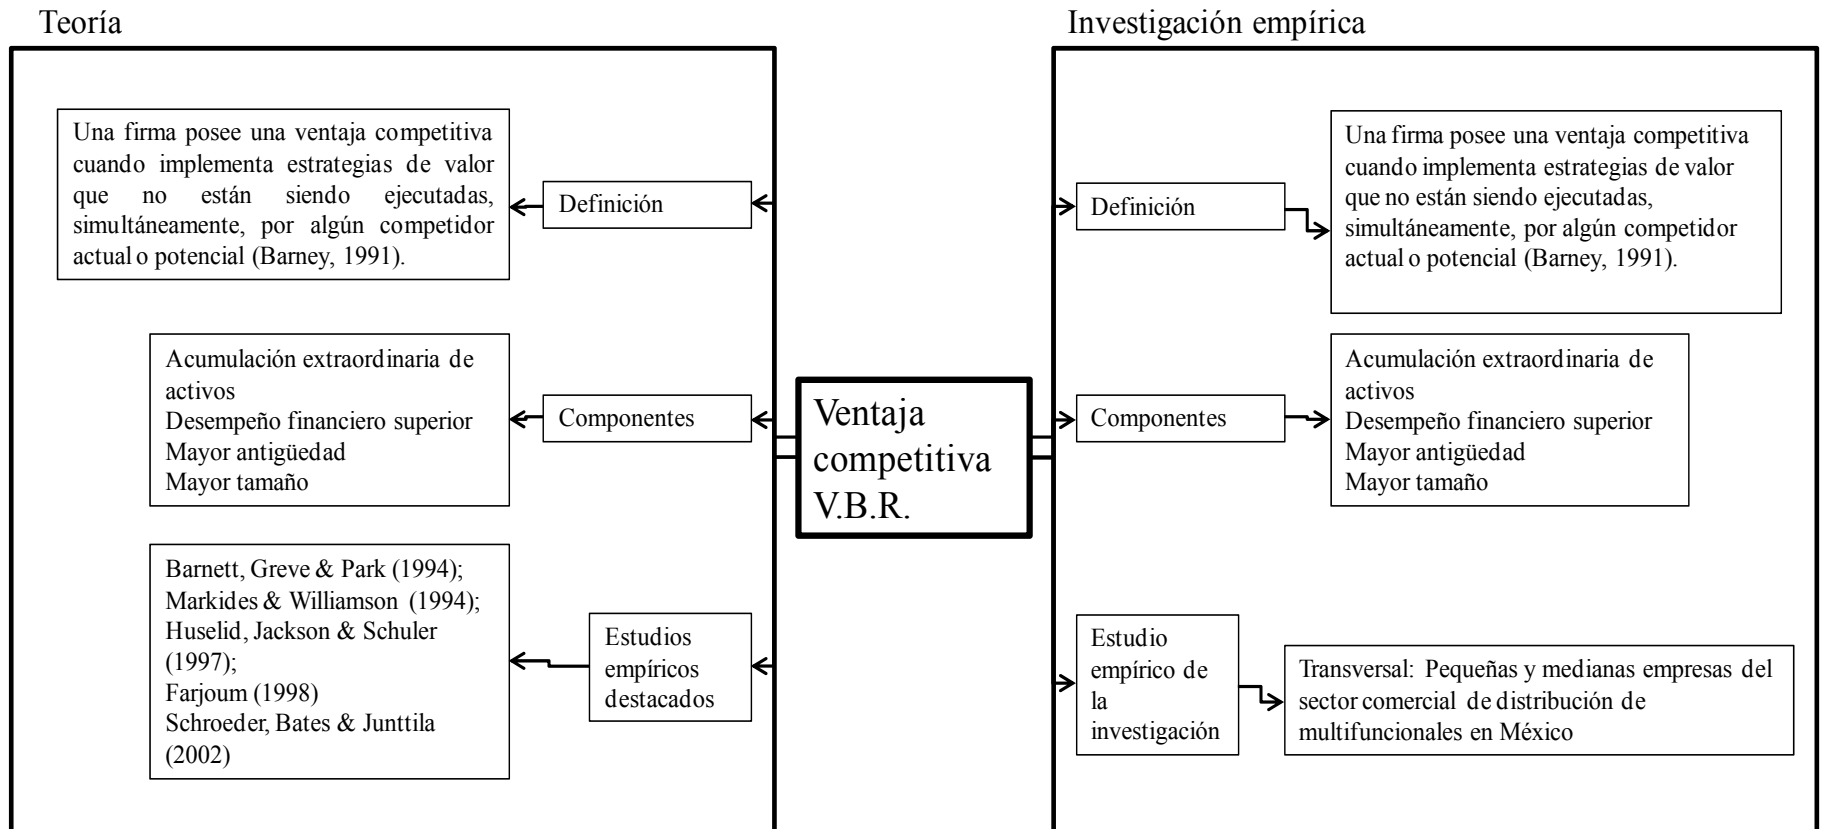 Teoría
Una firma posee una ventaja competitiva
cuando implementa estrategias de valor
que no están siendo ejecutadas,
simultáneamente, por algún competidor
actual o potencial (Barney, 1991).
Definición
Acumulación extraordinaria de
activos
Desempeño financiero superior
Mayor antigüedad
Mayor tamaño
Componentes
Barnett, Greve & Park (1994);
Markides & Williamson (1994);
Huselid, Jackson & Schuler
(1997);
Farjoum (1998)
Schroeder, Bates & Junttila
(2002)
Estudios
empíricos
destacados
Ventaja
competitiva
V.B.R.
Investigación empírica
Definición
Una firma posee una ventaja competitiva
cuando implementa estrategias de valor
que no están siendo ejecutadas,
simultáneamente, por algún competidor
actual o potencial (Barney, 1991).
Componentes
Acumulación extraordinaria de
activos
Desempeño financiero superior
Mayor antigüedad
Mayor tamaño
Estudio
empírico de
la
investigación
Transversal: Pequeñas y medianas empresas del
sector comercial de distribución de
multifuncionales en México